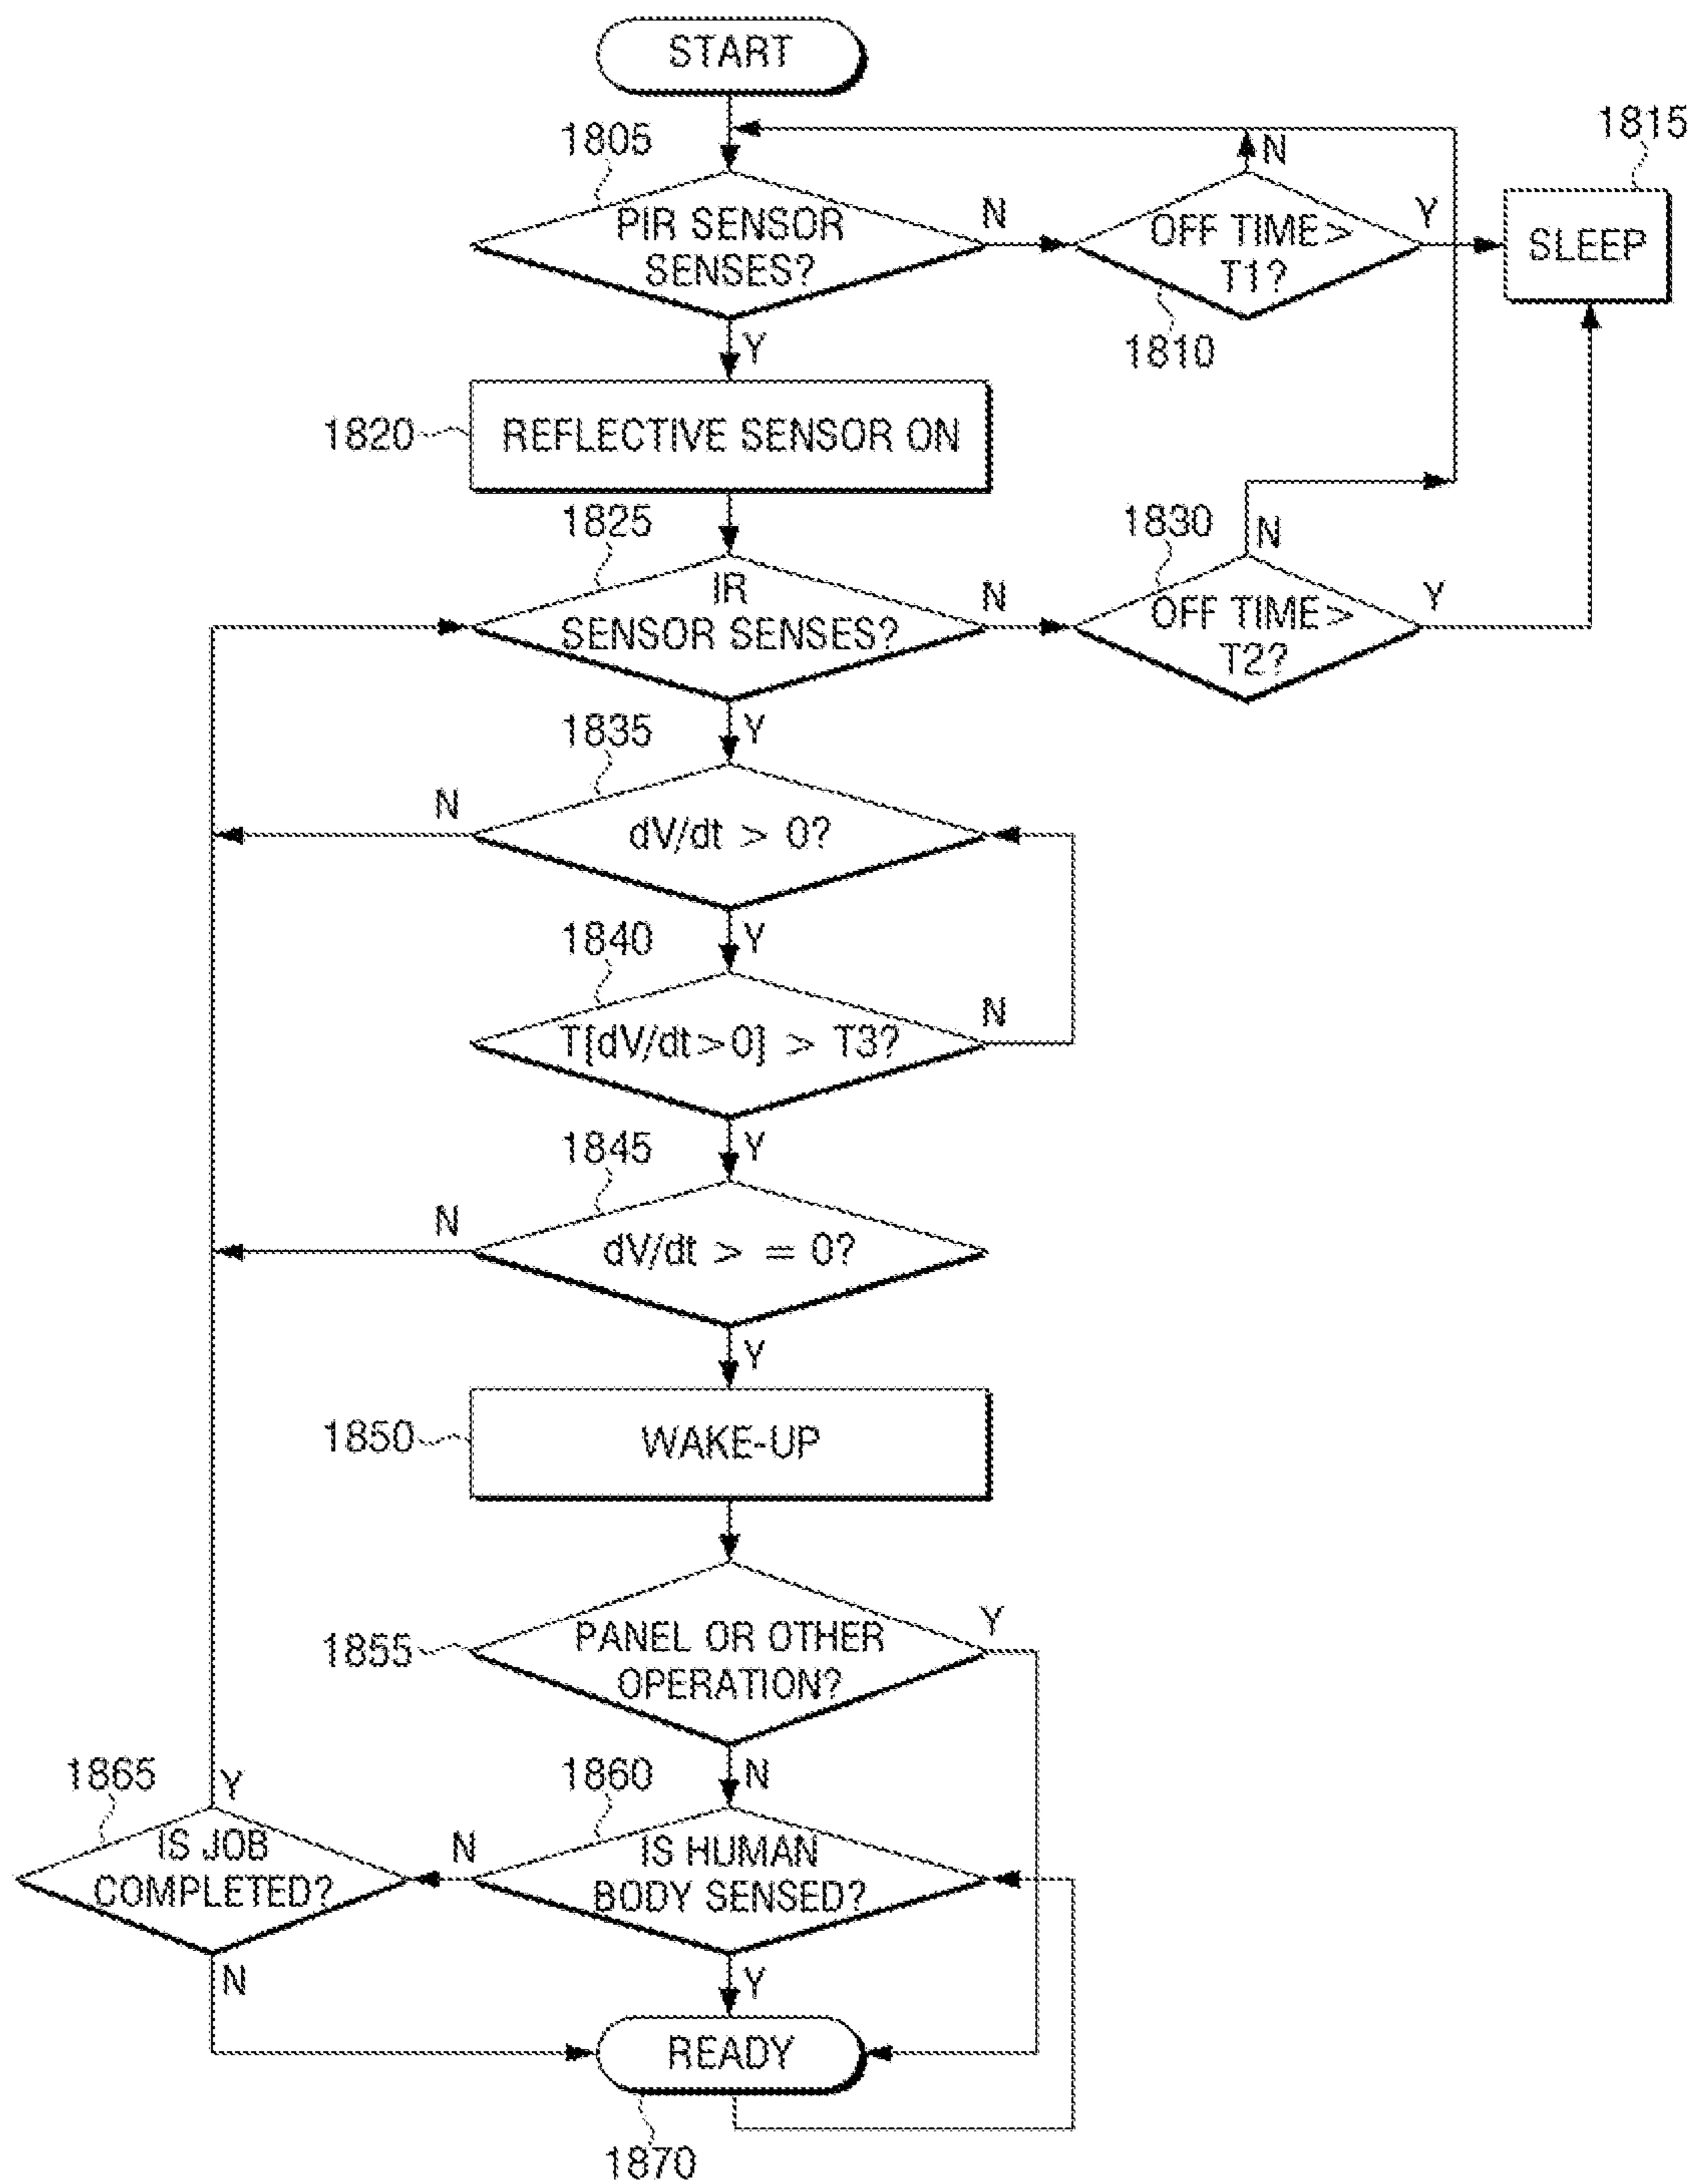 START
1805
1815
N
PIR SENSOR
SENSES?
N
OFF TIME >
T1?
Y
SLEEP
1810
Y
1820
REFLECTIVE SENSOR ON
1825
1830
N
IR
SENSOR SENSES?
N
OFF TIME >
T2?
Y
Y
1835
N
dV/dt > 0?
Y
1840
T[dV/dt>0] > T3?
N
Y
1845
N
dV/dt > = 0?
Y
1850
WAKE-UP
1855
PANEL OR OTHER
OPERATION?
Y
N
1865
Y
1860
IS JOB
COMPLETED?
N
IS HUMAN
BODY SENSED?
N
Y
READY
1870